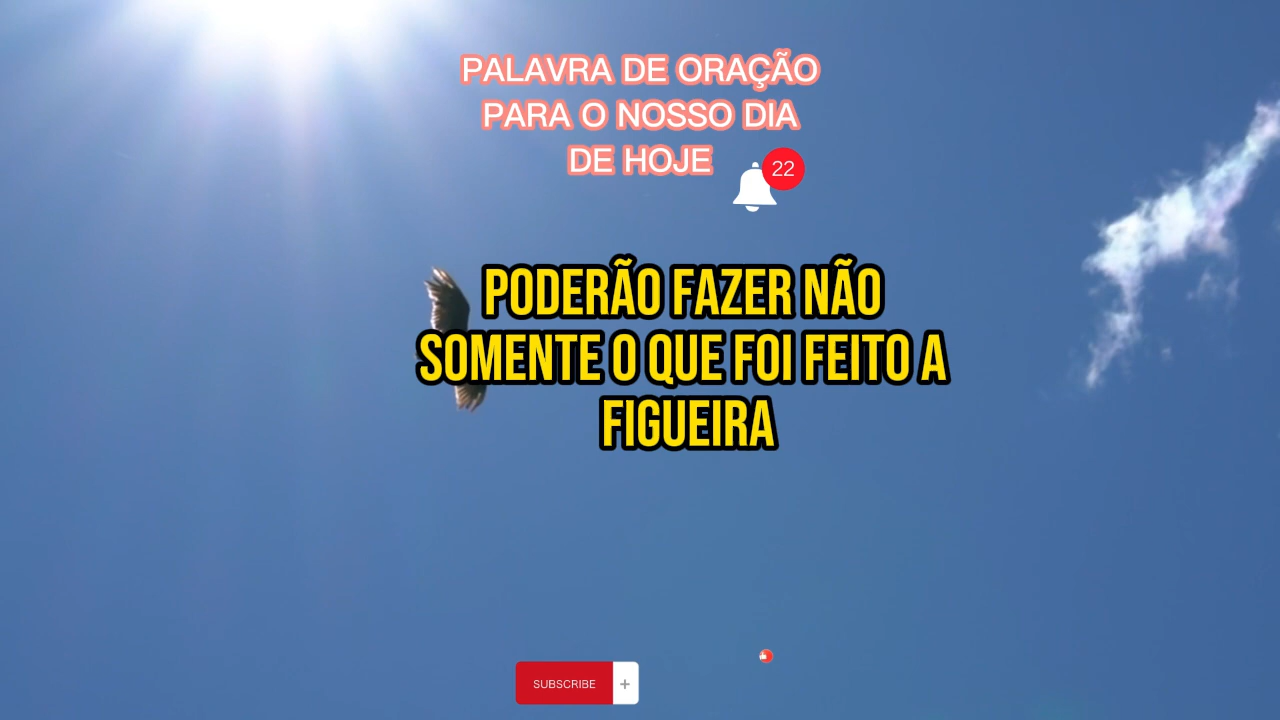 PALAVRA DE ORAÇÃO
PARA O NOSSO DIA
DE HOJE
22
PODERÃO FAZER NÃO
SOMENTE O QUE FOI FEITO A
FIGUEIRA
SUBSCRIBE +